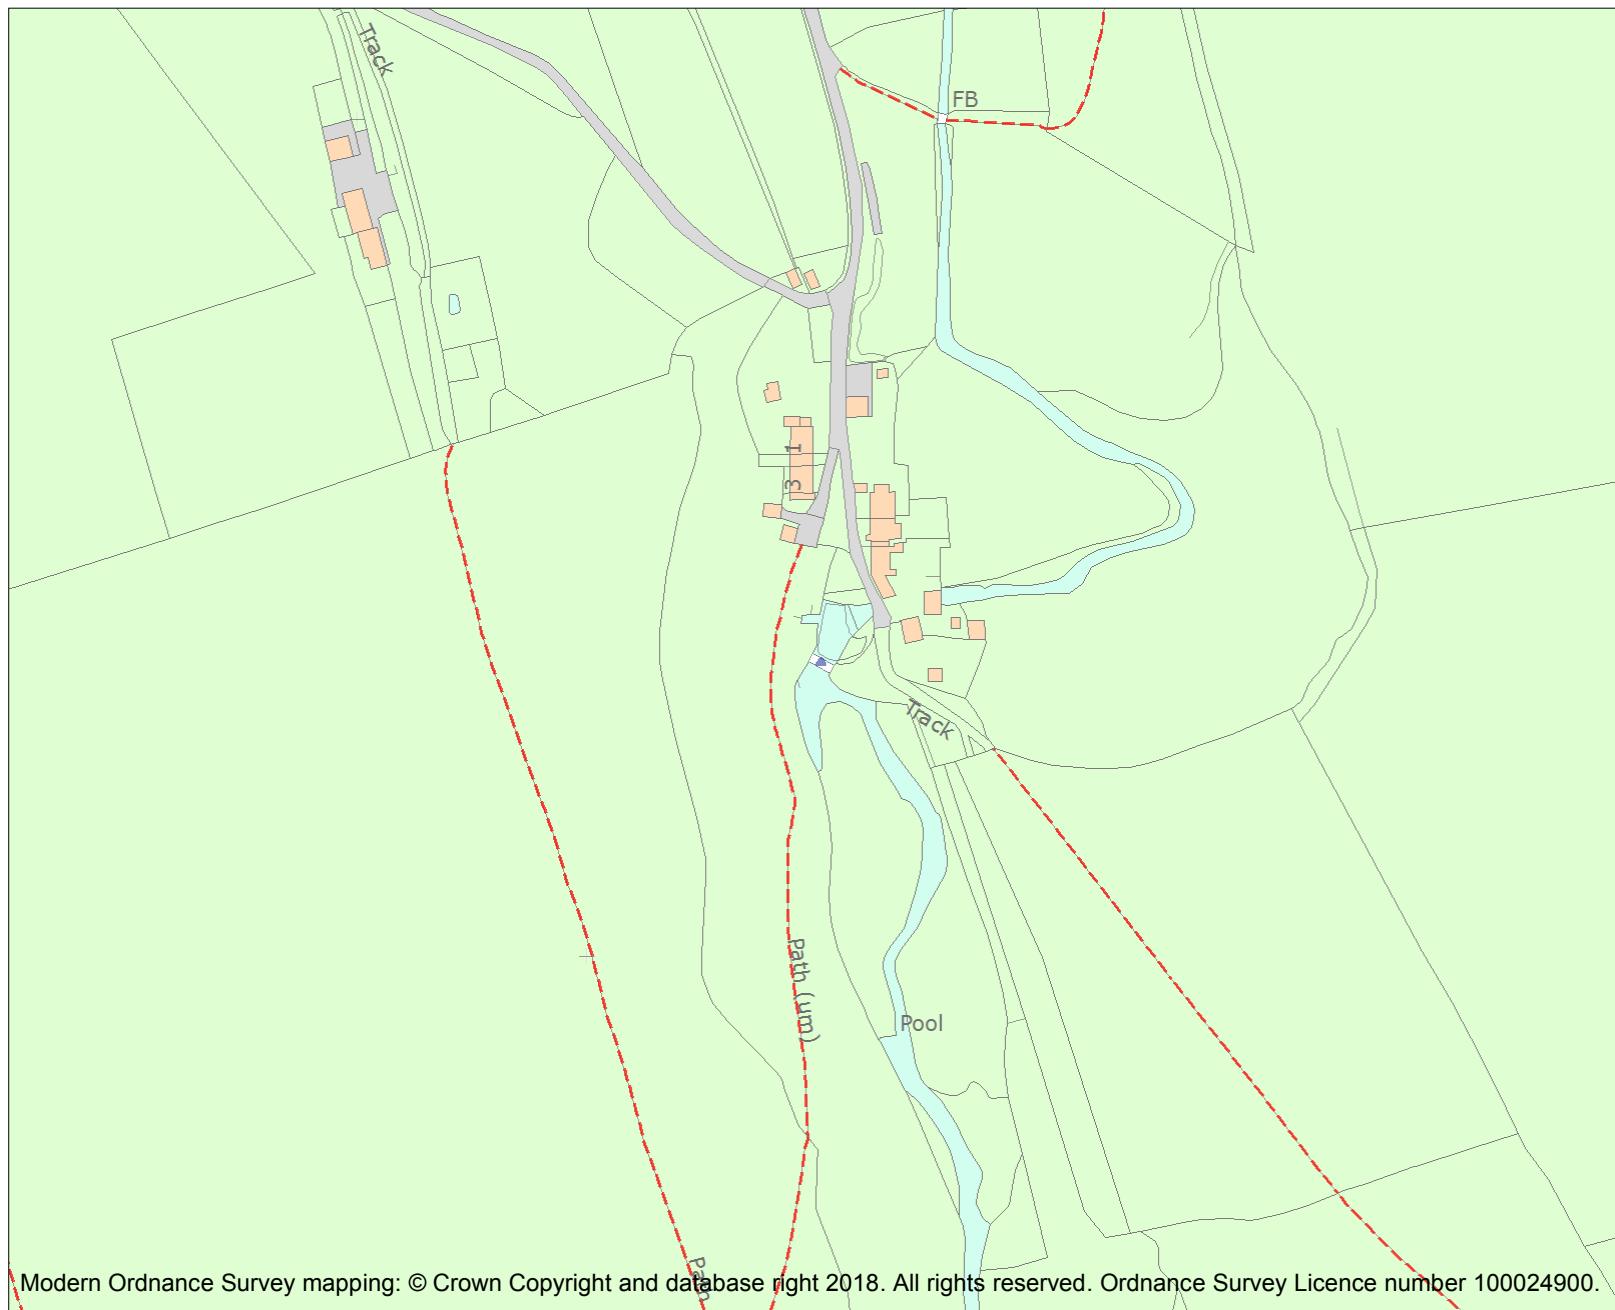 Track
FB
1
3
Track
Path (um)
Pool
Path
Modern Ordnance Survey mapping: © Crown Copyright and database right 2018. All rights reserved. Ordnance Survey Licence number 100024900.